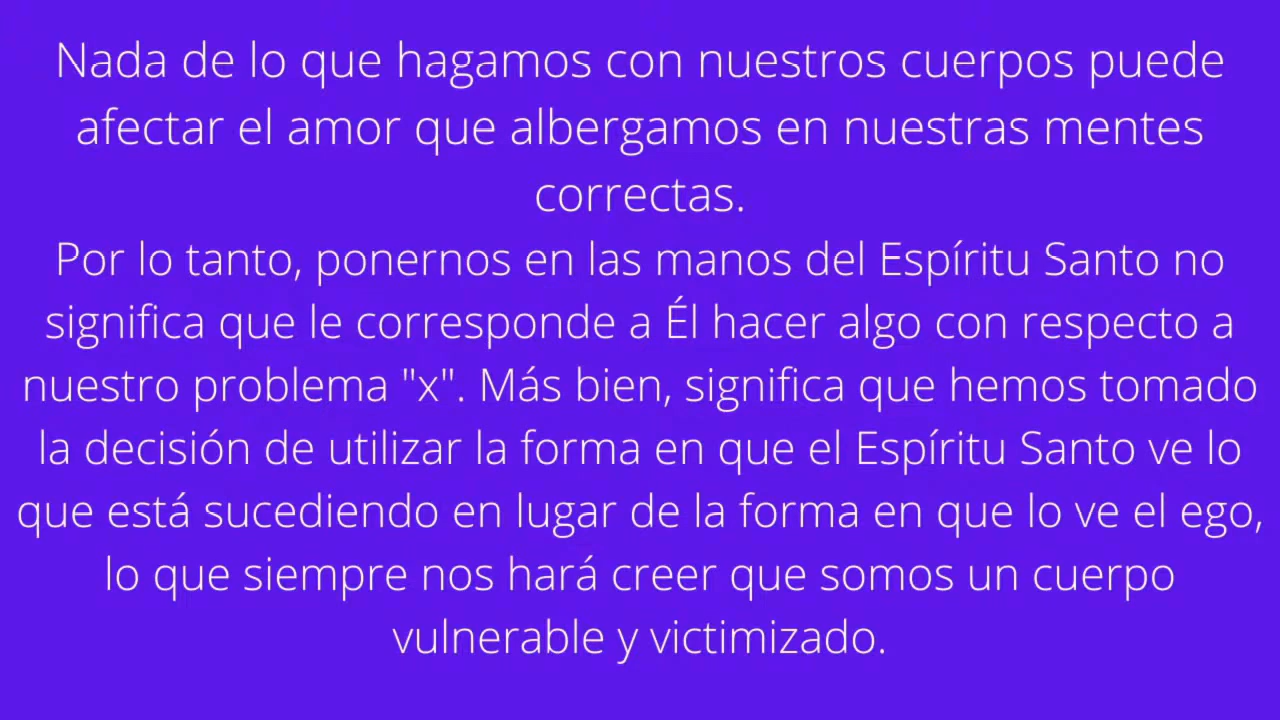 Nada de lo que hagamos con nuestros cuerpos puede
afectar el amor que albergamos en nuestras mentes
correctas.
Por lo tanto, ponernos en las manos del Espíritu Santo no
significa que le corresponde a Él hacer algo con respecto a
nuestro problema "x". Más bien, significa que hemos tomado
la decisión de utilizar la forma en que el Espíritu Santo ve lo
que está sucediendo en lugar de la forma en que lo ve el ego,
lo que siempre nos hará creer que somos un cuerpo
vulnerable y victimizado.